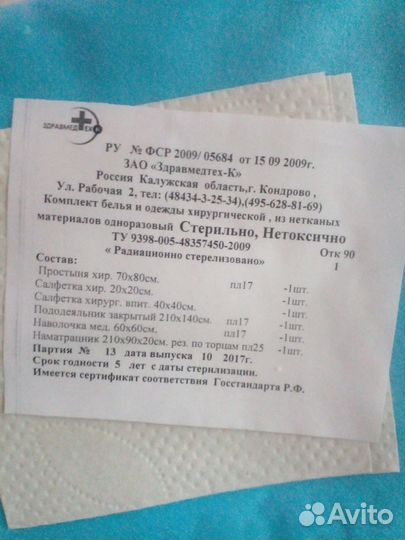 ЗДРАВМЕДТЕХ К
РУ № ФСР 2009/ 05684 от 15 09 2009г.
ЗАО «Здравмедтех-К»
Россия Калужская область,г. Кондрово ,
Ул. Рабочая 2, тел: (48434-3-25-34),(495-628-81-69)
Комплект белья и одежды хирургической , из нетканых
материалов одноразовый Стерильно, Нетоксично
ТУ 9398-005-48357450-2009 Отк 90
« Радиационно стерилизовано» 1
Состав:
Простыня хир. 70х80см. пл17 -1шт.
Салфетка хир. 20х20см. -1шт.
Салфетка хирург. впит. 40х40см. -1шт.
Пододеяльник закрытый 210х140см. пл17 -1шт.
Наволочка мед. 60х60см. пл17 -1шт.
Наматрацник 210х90х20см. рез. по торцам пл25 -1шт.
Партия № 13 дата выпуска 10 2017г.
Срок годности 5 лет с даты стерилизации.
Имеется сертификат соответствия Госстандарта Р.Ф.
Avito